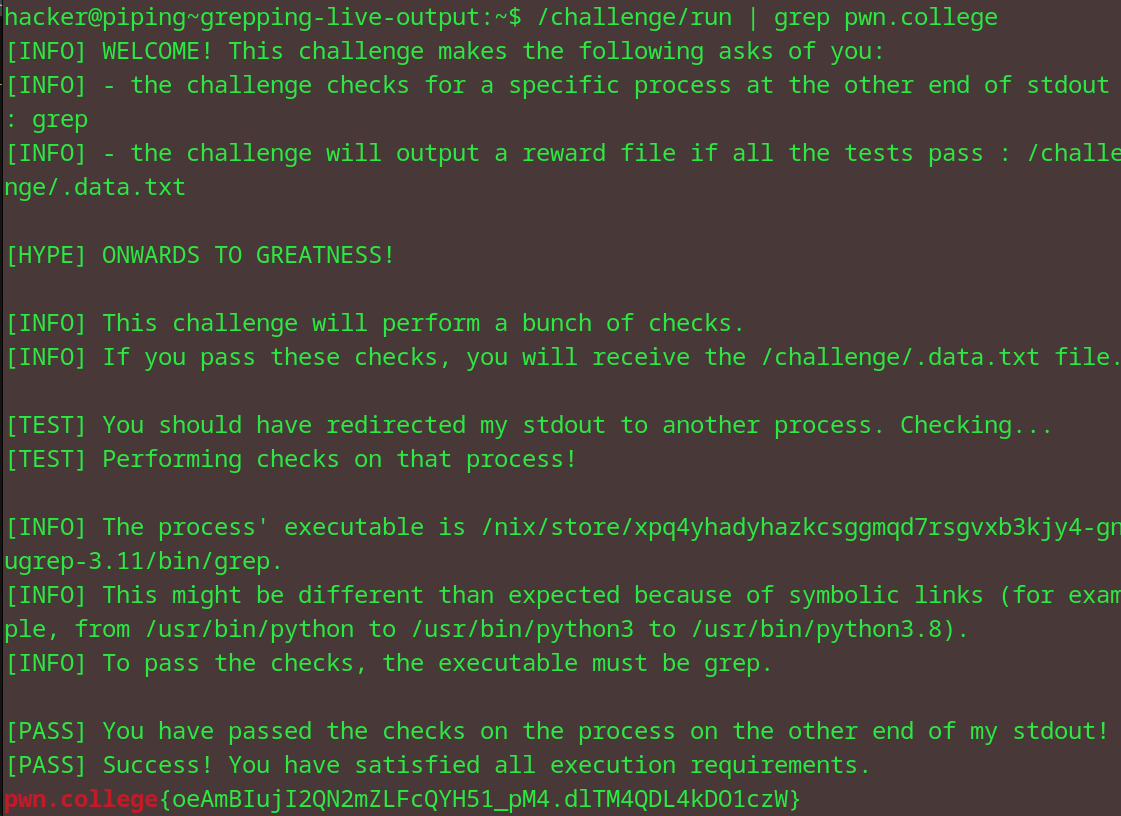 hacker@piping~grepping-live-output:~$ /challenge/run | grep pwn.college
[INFO] WELCOME! This challenge makes the following asks of you:
[INFO] - the challenge checks for a specific process at the other end of stdout
: grep
[INFO] - the challenge will output a reward file if all the tests pass : /challe
nge/.data.txt
[HYPE] ONWARDS TO GREATNESS!
[INFO] This challenge will perform a bunch of checks.
[INFO] If you pass these checks, you will receive the /challenge/.data.txt file.
[TEST] You should have redirected my stdout to another process. Checking...
[TEST] Performing checks on that process!
[INFO] The process' executable is /nix/store/xpq4yhadyhazkcsggmqd7rsgvxb3kjy4-gn
ugrep-3.11/bin/grep.
[INFO] This might be different than expected because of symbolic links (for exam
ple, from /usr/bin/python to /usr/bin/python3 to /usr/bin/python3.8).
[INFO] To pass the checks, the executable must be grep.
[PASS] You have passed the checks on the process on the other end of my stdout!
[PASS] Success! You have satisfied all execution requirements.
pwn.college{oeAmBIujI2QN2mZLFcQYH51_pM4.dlTM4QDL4kDO1czW}